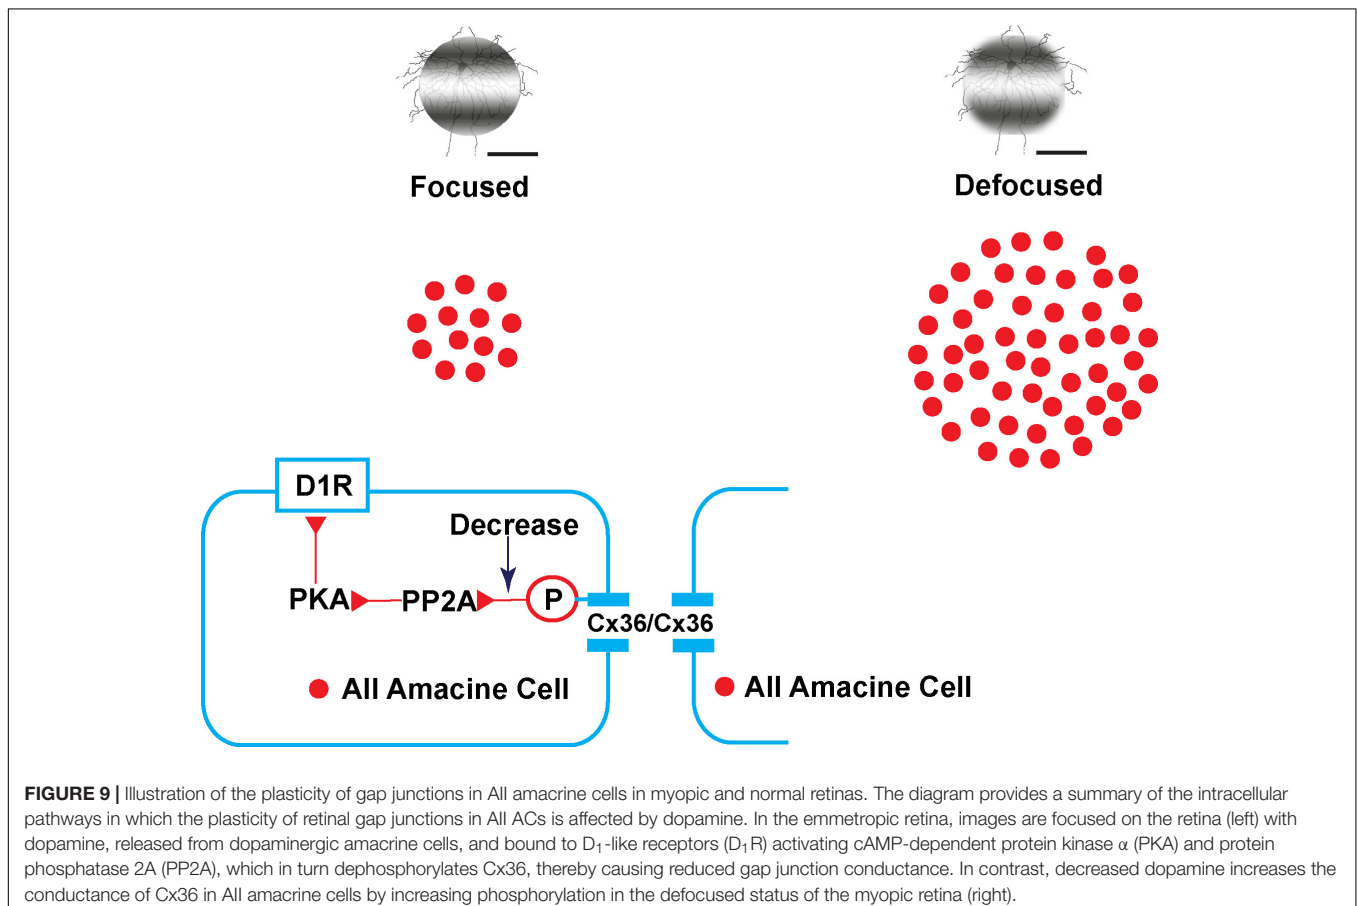 Focused
Defocused
D1R
Decrease
PKA
PP2A
P
Cx36/Cx36
AII Amacine Cell
AII Amacine Cell
FIGURE 9 | Illustration of the plasticity of gap junctions in AII amacrine cells in myopic and normal retinas. The diagram provides a summary of the intracellular
pathways in which the plasticity of retinal gap junctions in AII ACs is affected by dopamine. In the emmetropic retina, images are focused on the retina (left) with
dopamine, released from dopaminergic amacrine cells, and bound to D₁-like receptors (D₁R) activating cAMP-dependent protein kinase α (PKA) and protein
phosphatase 2A (PP2A), which in turn dephosphorylates Cx36, thereby causing reduced gap junction conductance. In contrast, decreased dopamine increases the
conductance of Cx36 in AII amacrine cells by increasing phosphorylation in the defocused status of the myopic retina (right).